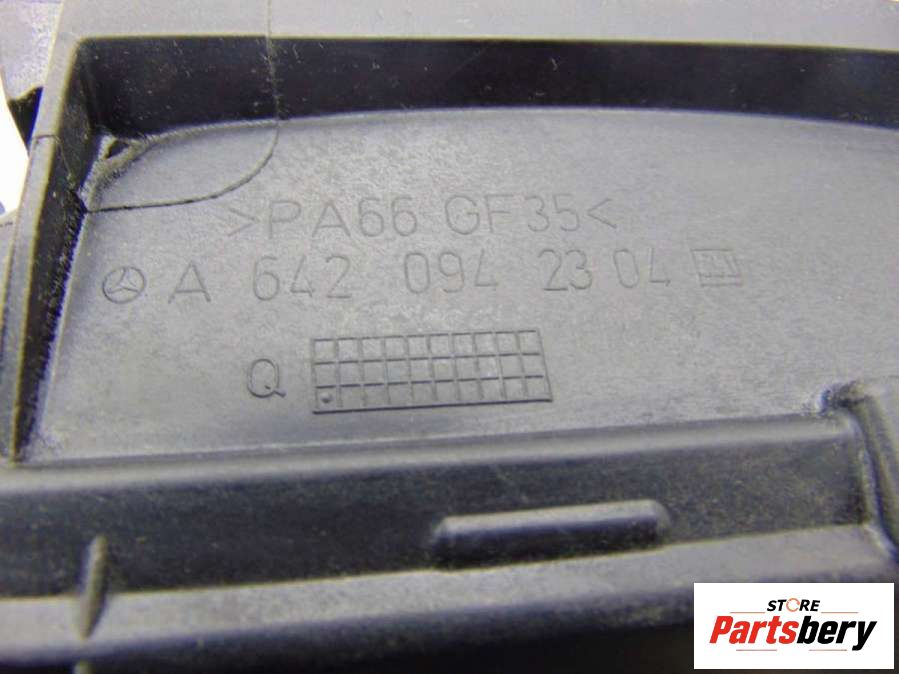 >PA66 GF35<
A 642 094 23 04
Q
STORE
Partsbery